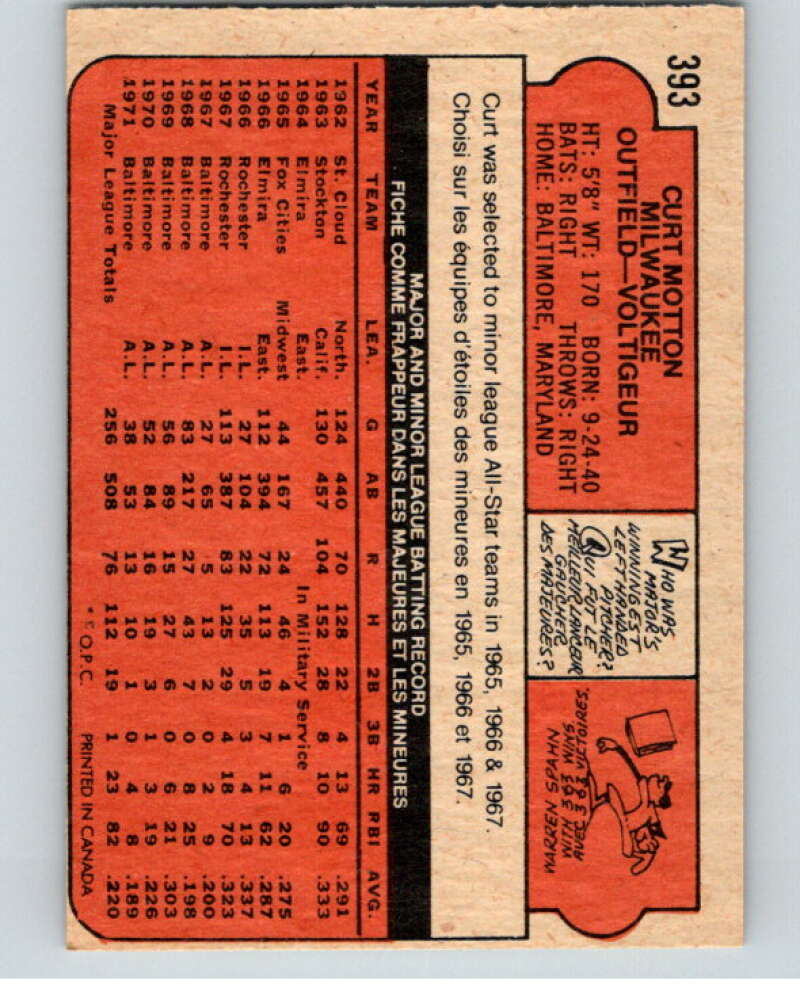 393
CURT MOTTON
MILWAUKEE
OUTFIELD—VOLTIGEUR
HT: 5'8" WT: 170 BORN: 9-24-40
BATS: RIGHT THROWS: RIGHT
HOME: BALTIMORE, MARYLAND
WHO WAS
MAJOR'S
WINNINGEST
LEFTHANDED
PITCHER?
QUI FUT LE
MEILLEUR LANCEUR
GAUCHER
DES MAJEURES?
WARREN SPAHN
WITH 363 WINS
AVEC 363 VICTOIRES.
Curt was selected to minor league All-Star teams in 1965, 1966 & 1967.
Choisi sur les équipes d'étoiles des mineures en 1965, 1966 et 1967.
MAJOR AND MINOR LEAGUE BATTING RECORD
FICHE COMME FRAPPEUR DANS LES MAJEURES ET LES MINEURES
YEAR TEAM LEA. G AB R H 2B 3B HR RBI AVG.
1962 St. Cloud North. 124 440 70 128 22 4 13 69 .291
1963 Stockton Calif. 130 457 104 152 28 8 10 90 .333
1964 Elmira East. In Military Service
1965 Fox Cities Midwest 44 167 24 46 4 1 6 20 .275
1966 Elmira East. 112 394 72 113 19 7 11 62 .287
1966 Rochester I.L. 27 104 22 35 5 3 4 13 .337
1967 Rochester I.L. 113 387 83 125 29 4 18 70 .323
1967 Baltimore A.L. 27 65 5 13 2 0 2 9 .200
1968 Baltimore A.L. 83 217 27 43 7 0 8 25 .198
1969 Baltimore A.L. 56 89 15 27 6 0 6 21 .303
1970 Baltimore A.L. 52 84 16 19 3 1 3 19 .226
1971 Baltimore A.L. 38 53 13 10 1 0 4 8 .189
Major League Totals 256 508 76 112 19 1 23 82 .220
* © O.P.C. PRINTED IN CANADA